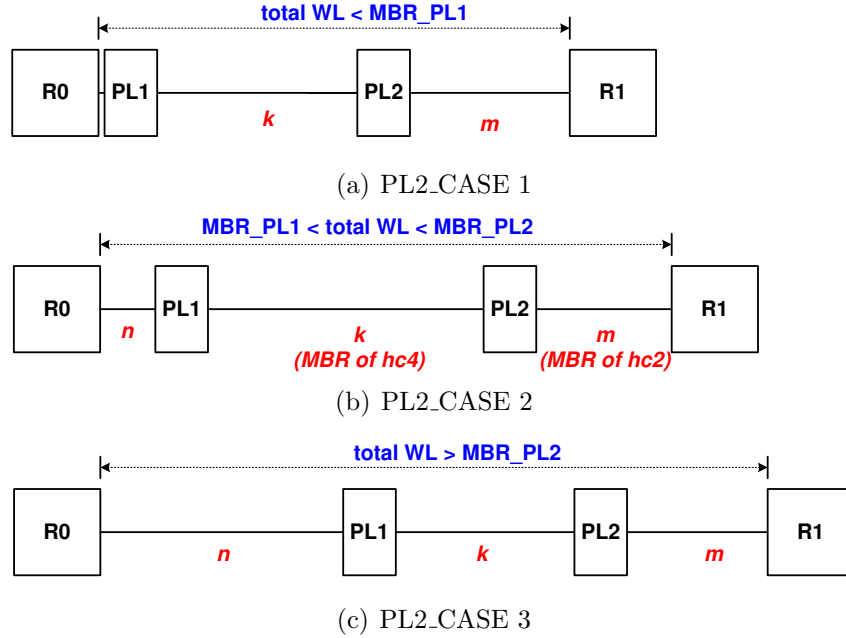 total WL < MBR_PL1
R0 PL1 PL2 R1
k m
(a) PL2_CASE 1
MBR_PL1 < total WL < MBR_PL2
R0 PL1 PL2 R1
n k m
(MBR of hc4) (MBR of hc2)
(b) PL2_CASE 2
total WL > MBR_PL2
R0 PL1 PL2 R1
n k m
(c) PL2_CASE 3